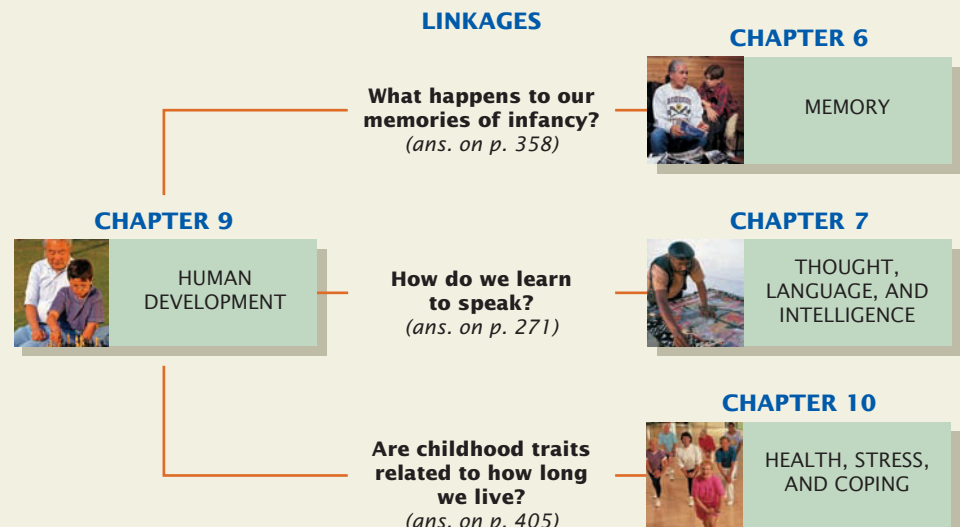 LINKAGES
CHAPTER 6
What happens to our
memories of infancy?
(ans. on p. 358)
MEMORY
CHAPTER 9
HUMAN
DEVELOPMENT
CHAPTER 7
How do we learn
to speak?
(ans. on p. 271)
THOUGHT,
LANGUAGE, AND
INTELLIGENCE
CHAPTER 10
Are childhood traits
related to how long
we live?
(ans. on p. 405)
HEALTH, STRESS,
AND COPING